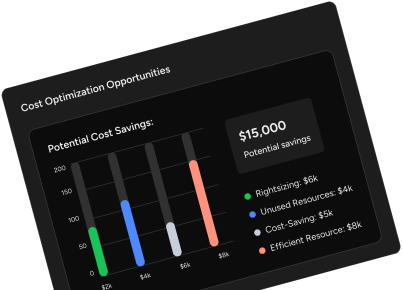 Cost Optimization Opportunities
Potential Cost Savings:
200
150
100
50
0
$2k
$4k
$6k
$8k
$15,000
Potential savings
Rightsizing: $6k
Unused Resources: $4k
Cost-Saving: $5k
Efficient Resource: $8k